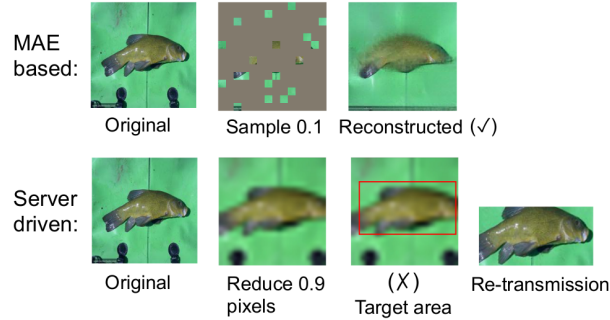 MAE
based:
Original
Sample 0.1
Reconstructed (✓)
Server
driven:
Original
Reduce 0.9
pixels
(✗)
Target area
Re-transmission